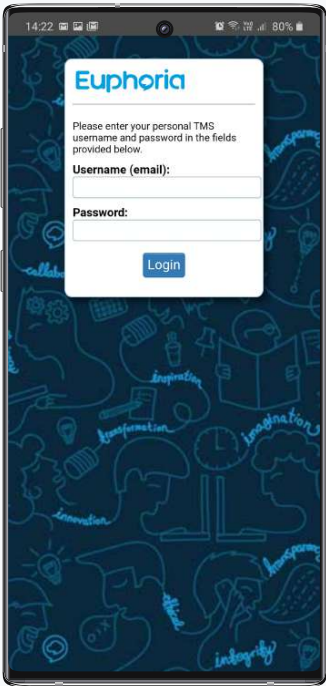 14:22 80%
Euphoria
Please enter your personal TMS
username and password in the fields
provided below.
Username (email):
Password:
Login
inspiration
transformation
imagination
innovation
ethical
integrity